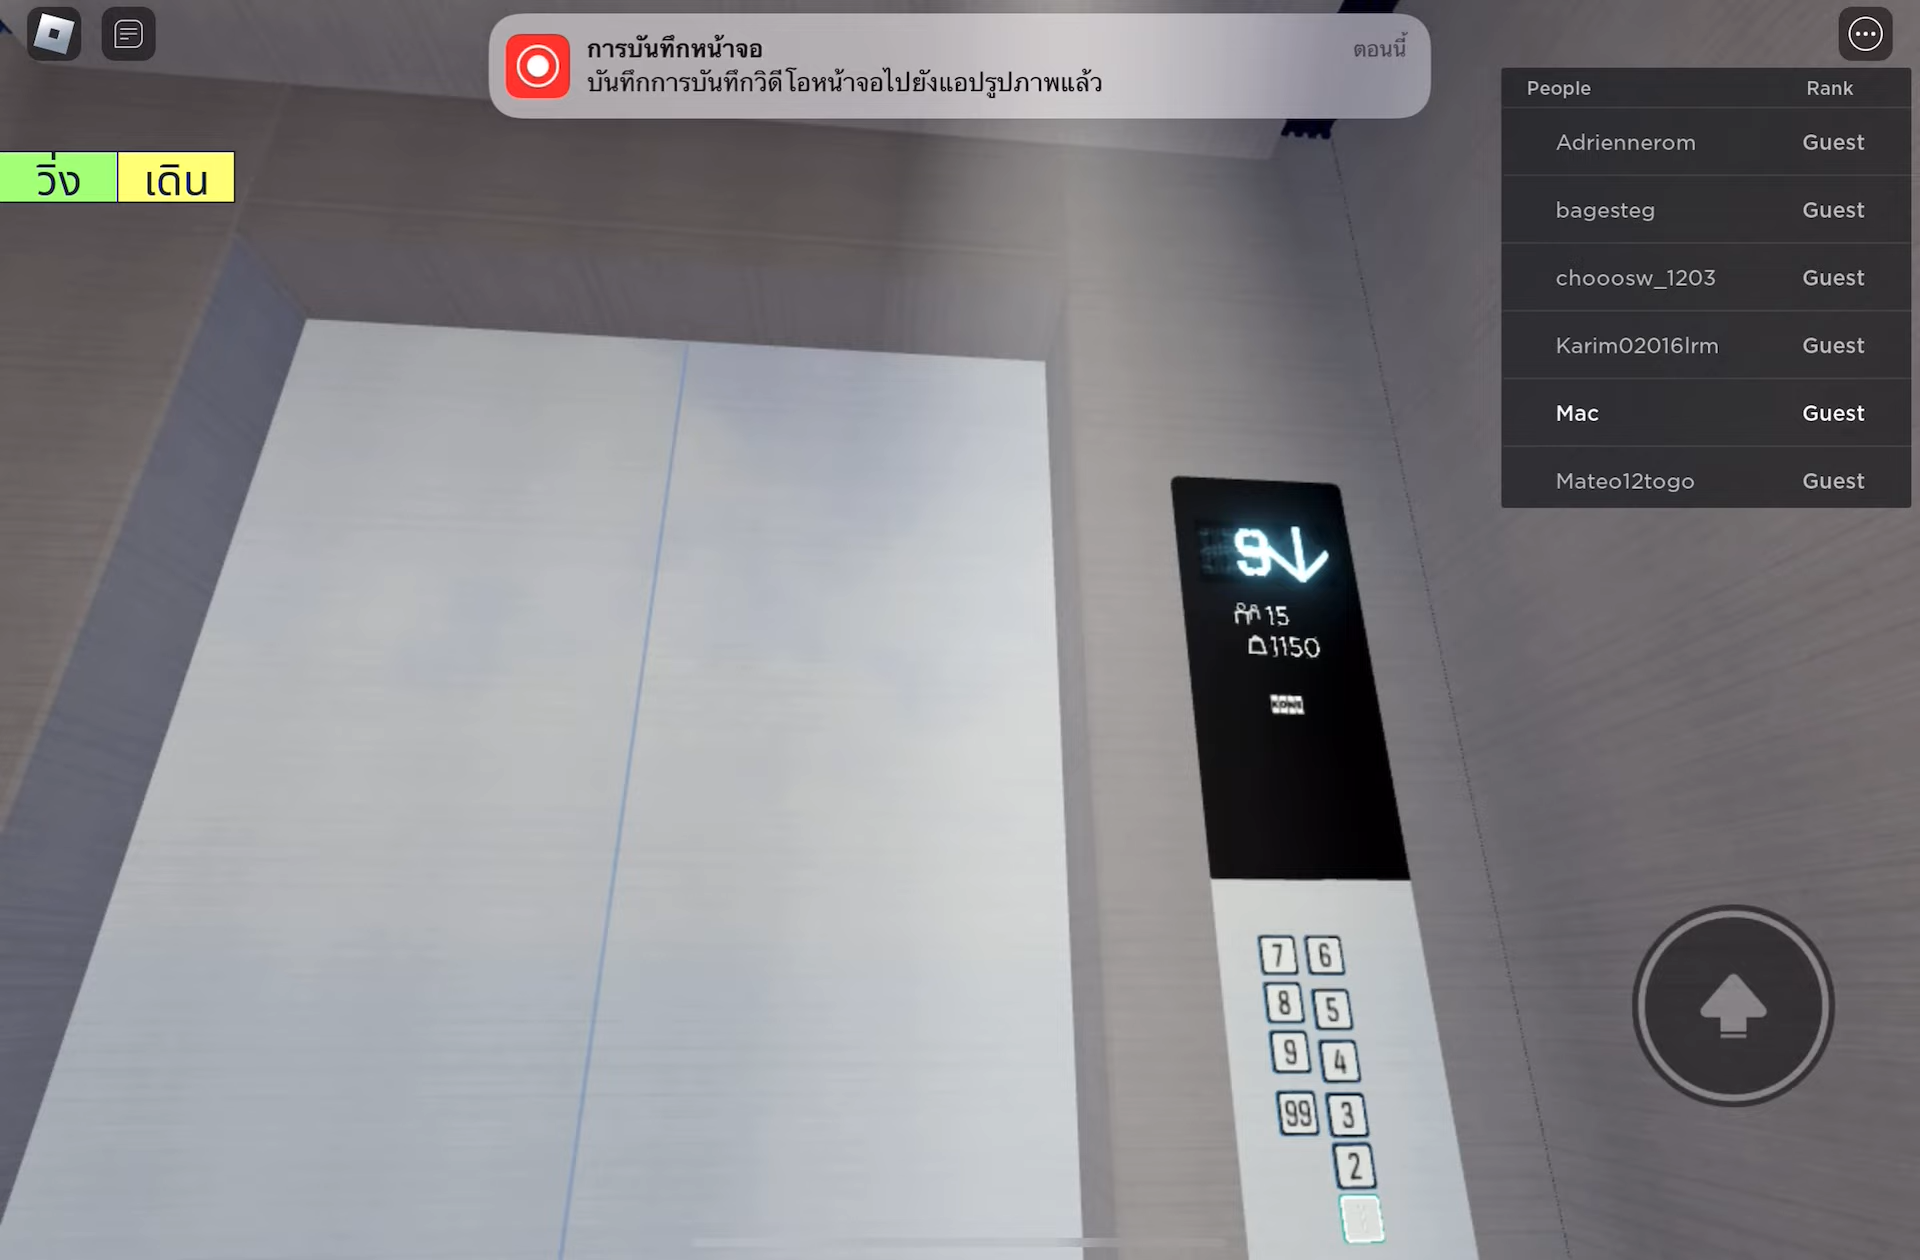 การบันทึกหน้าจอ
ตอนนี้
บันทึกการบันทึกวิดีโอหน้าจอไปยังแอปรูปภาพแล้ว
วิ่ง
เดิน
People Rank
Adriennerom Guest
bagesteg Guest
chooosw_1203 Guest
Karim02016lrm Guest
Mac Guest
Mateo12togo Guest
9
15
1150
KONE
7 6
8 5
9 4
99 3
2